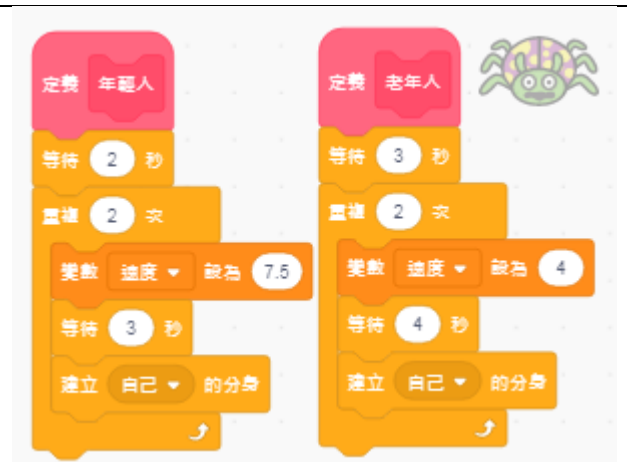 定義 年輕人
等待 2 秒
重複 2 次
變數 速度 設為 7.5
等待 3 秒
建立 自己 的分身
定義 老年人
等待 3 秒
重複 2 次
變數 速度 設為 4
等待 4 秒
建立 自己 的分身